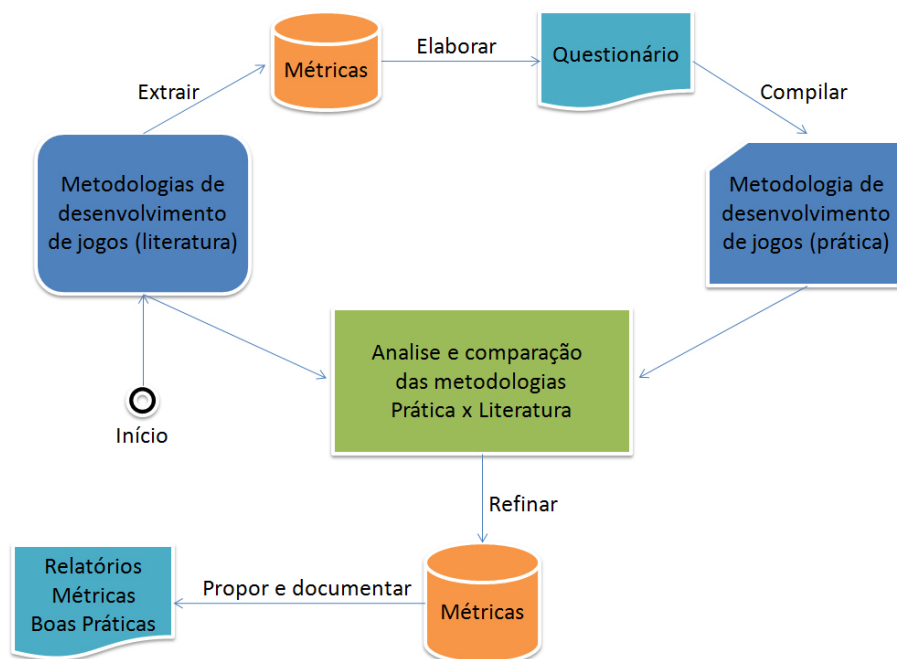 Elaborar
Métricas
Questionário
Extrair
Compilar
Metodologias de
desenvolvimento
de jogos (literatura)
Metodologia de
desenvolvimento
de jogos (prática)
Analise e comparação
das metodologias
Prática x Literatura
Início
Refinar
Relatórios
Métricas
Boas Práticas
Propor e documentar
Métricas